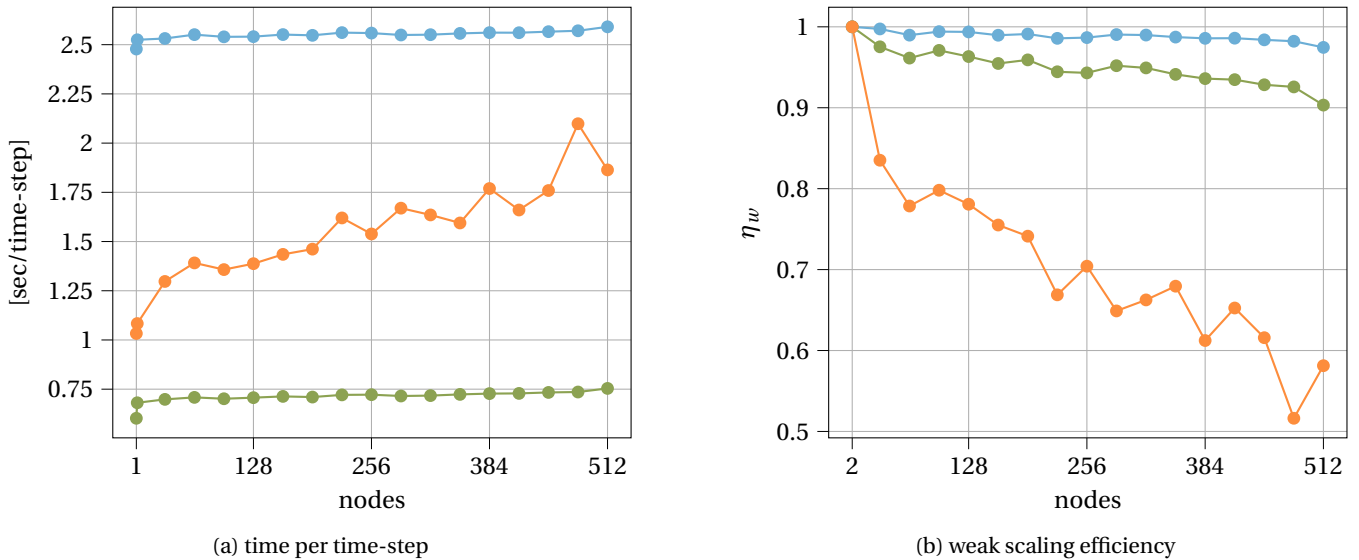 [sec/time-step]
2.5
2.25
2
1.75
1.5
1.25
1
0.75
1 128 256 384 512
nodes
(a) time per time-step
η_w
1
0.9
0.8
0.7
0.6
0.5
2 128 256 384 512
nodes
(b) weak scaling efficiency